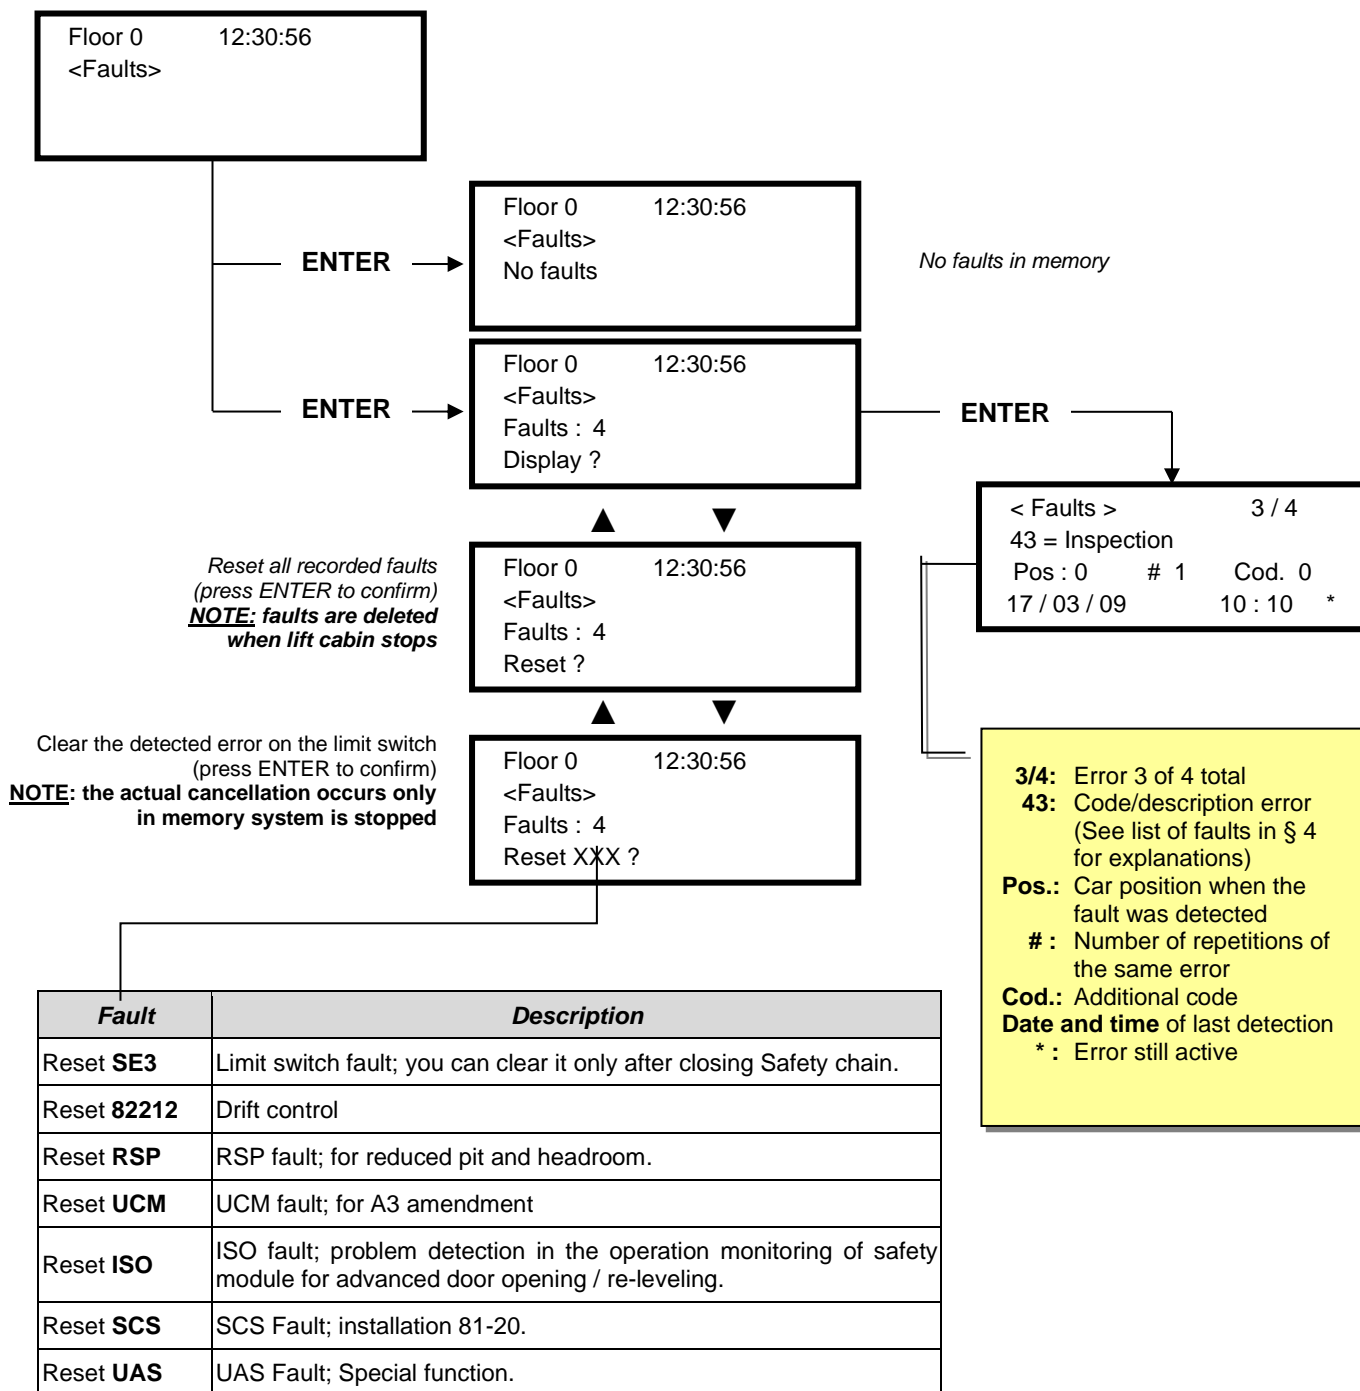 Floor 0 12:30:56
<Faults>
ENTER
Floor 0 12:30:56
<Faults>
No faults
No faults in memory
ENTER
Floor 0 12:30:56
<Faults>
Faults : 4
Display ?
ENTER
< Faults > 3 / 4
43 = Inspection
Pos : 0 # 1 Cod. 0
17 / 03 / 09 10 : 10 *
▲ ▼
Reset all recorded faults
(press ENTER to confirm)
NOTE: faults are deleted
when lift cabin stops
Floor 0 12:30:56
<Faults>
Faults : 4
Reset ?
▲ ▼
Clear the detected error on the limit switch
(press ENTER to confirm)
NOTE: the actual cancellation occurs only
in memory system is stopped
Floor 0 12:30:56
<Faults>
Faults : 4
Reset XXX ?
3/4: Error 3 of 4 total
43: Code/description error
(See list of faults in § 4
for explanations)
Pos.: Car position when the
fault was detected
# : Number of repetitions of
the same error
Cod.: Additional code
Date and time of last detection
* : Error still active
Fault Description
Reset SE3 Limit switch fault; you can clear it only after closing Safety chain.
Reset 82212 Drift control
Reset RSP RSP fault; for reduced pit and headroom.
Reset UCM UCM fault; for A3 amendment
Reset ISO ISO fault; problem detection in the operation monitoring of safety
module for advanced door opening / re-leveling.
Reset SCS SCS Fault; installation 81-20.
Reset UAS UAS Fault; Special function.